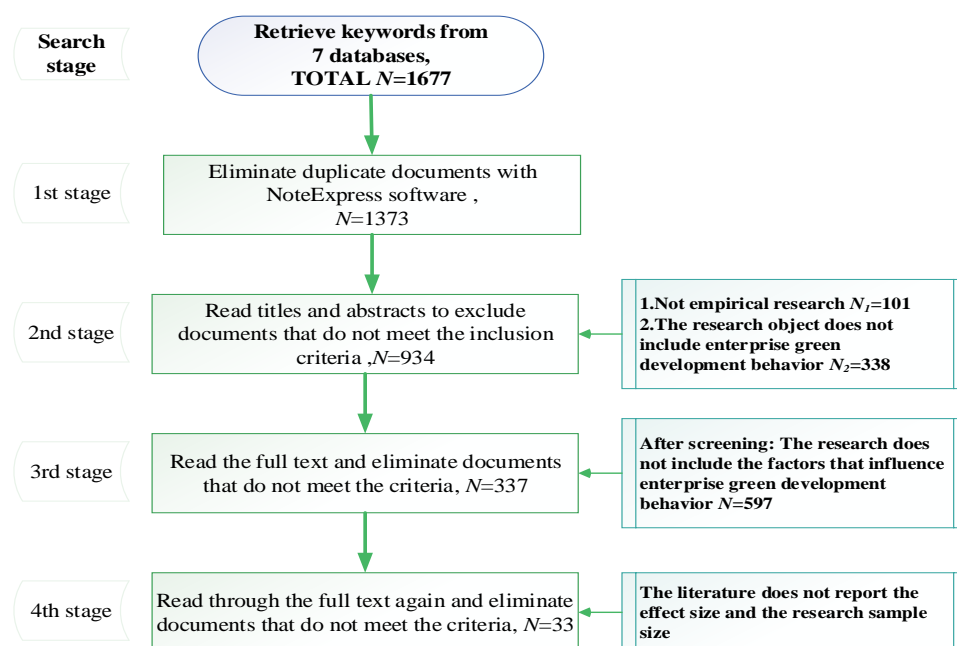 Search
stage
Retrieve keywords from
7 databases,
TOTAL N=1677
1st stage
Eliminate duplicate documents with
NoteExpress software ,
N=1373
2nd stage
Read titles and abstracts to exclude
documents that do not meet the inclusion
criteria ,N=934
1.Not empirical research N₁=101
2.The research object does not
include enterprise green
development behavior N₂=338
3rd stage
Read the full text and eliminate documents
that do not meet the criteria, N=337
After screening: The research does
not include the factors that influence
enterprise green development
behavior N=597
4th stage
Read through the full text again and eliminate
documents that do not meet the criteria, N=33
The literature does not report the
effect size and the research sample
size